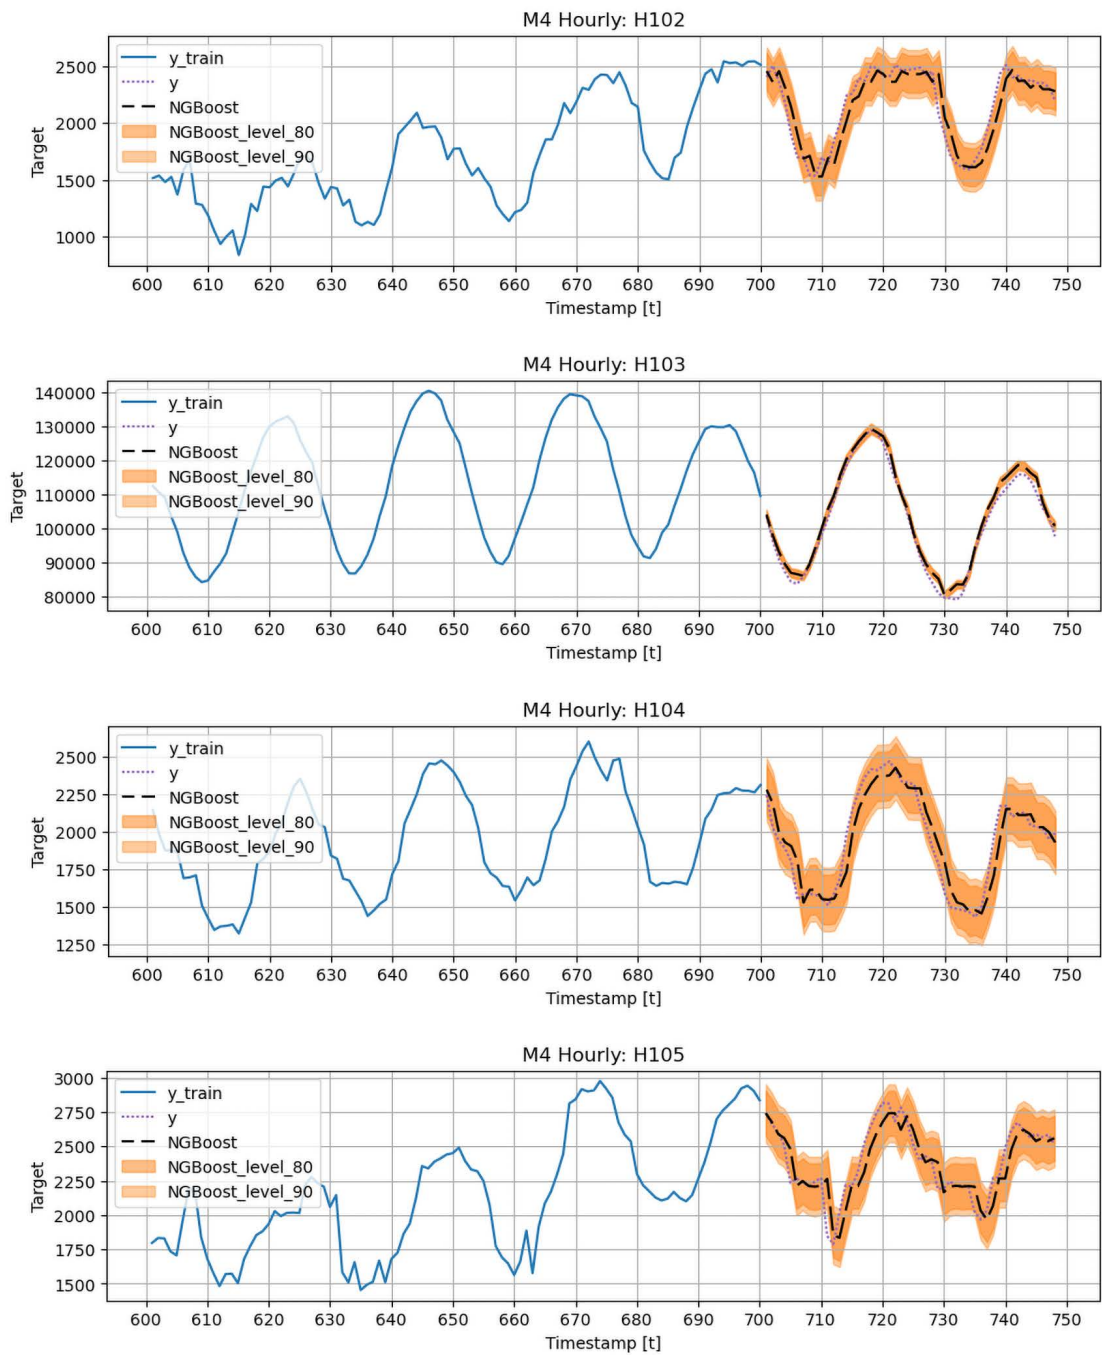 M4 Hourly: H102
2500
2000
1500
1000
Target
y_train
y
NGBoost
NGBoost_level_80
NGBoost_level_90
600 610 620 630 640 650 660 670 680 690 700 710 720 730 740 750
Timestamp [t]
M4 Hourly: H103
140000
130000
120000
110000
100000
90000
80000
Target
y_train
y
NGBoost
NGBoost_level_80
NGBoost_level_90
600 610 620 630 640 650 660 670 680 690 700 710 720 730 740 750
Timestamp [t]
M4 Hourly: H104
2500
2250
2000
1750
1500
1250
Target
y_train
y
NGBoost
NGBoost_level_80
NGBoost_level_90
600 610 620 630 640 650 660 670 680 690 700 710 720 730 740 750
Timestamp [t]
M4 Hourly: H105
3000
2750
2500
2250
2000
1750
1500
Target
y_train
y
NGBoost
NGBoost_level_80
NGBoost_level_90
600 610 620 630 640 650 660 670 680 690 700 710 720 730 740 750
Timestamp [t]